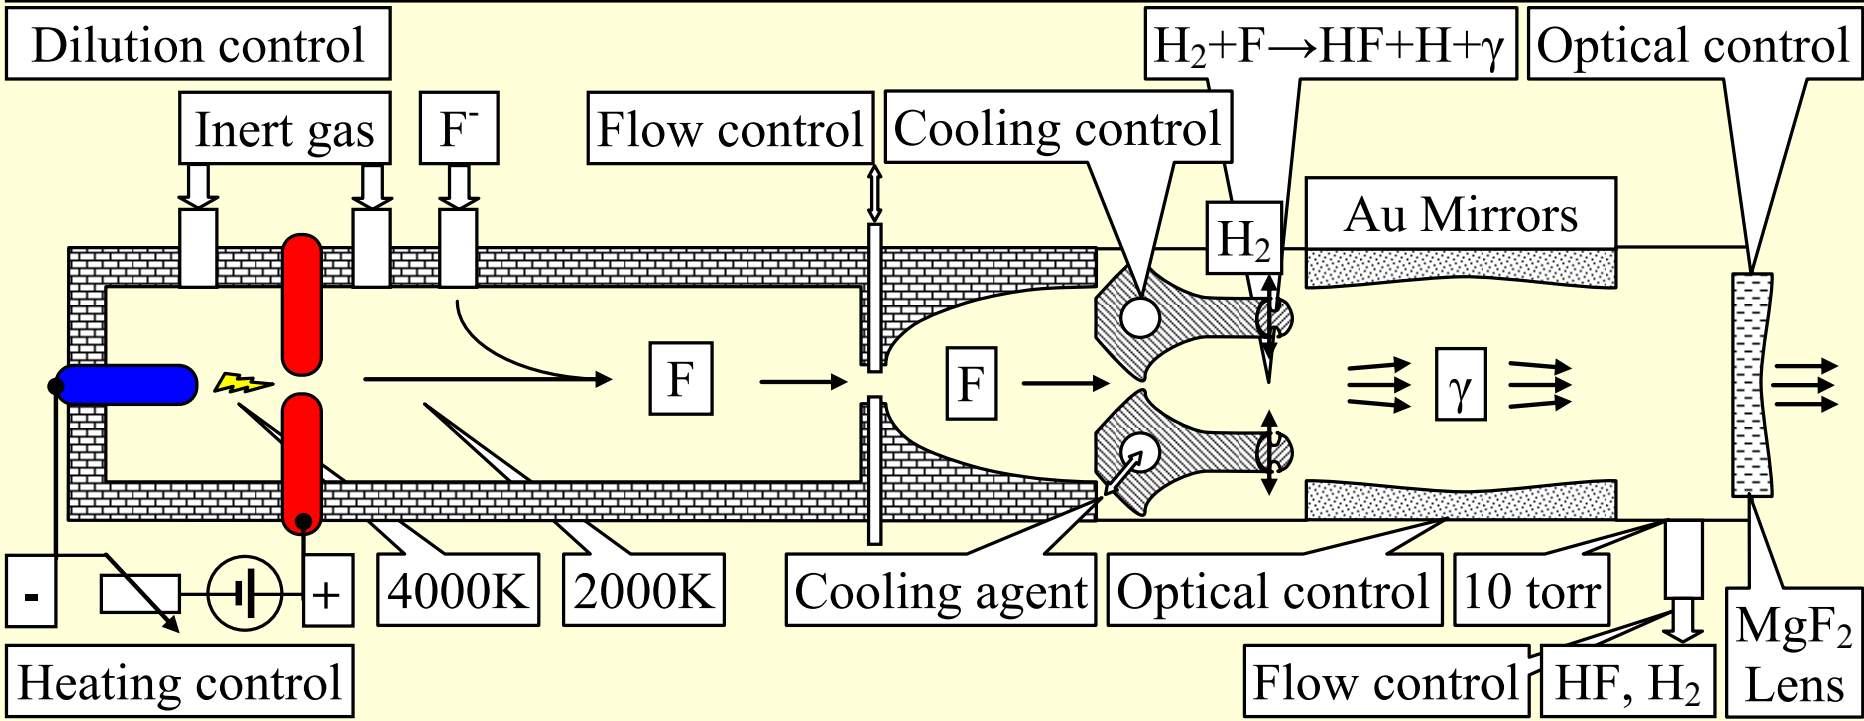 Dilution control
H₂+F→HF+H+γ
Optical control
Inert gas
F⁻
Flow control
Cooling control
H₂
Au Mirrors
F
F
γ
-
+
4000K
2000K
Cooling agent
Optical control
10 torr
MgF₂
Lens
Heating control
Flow control
HF, H₂